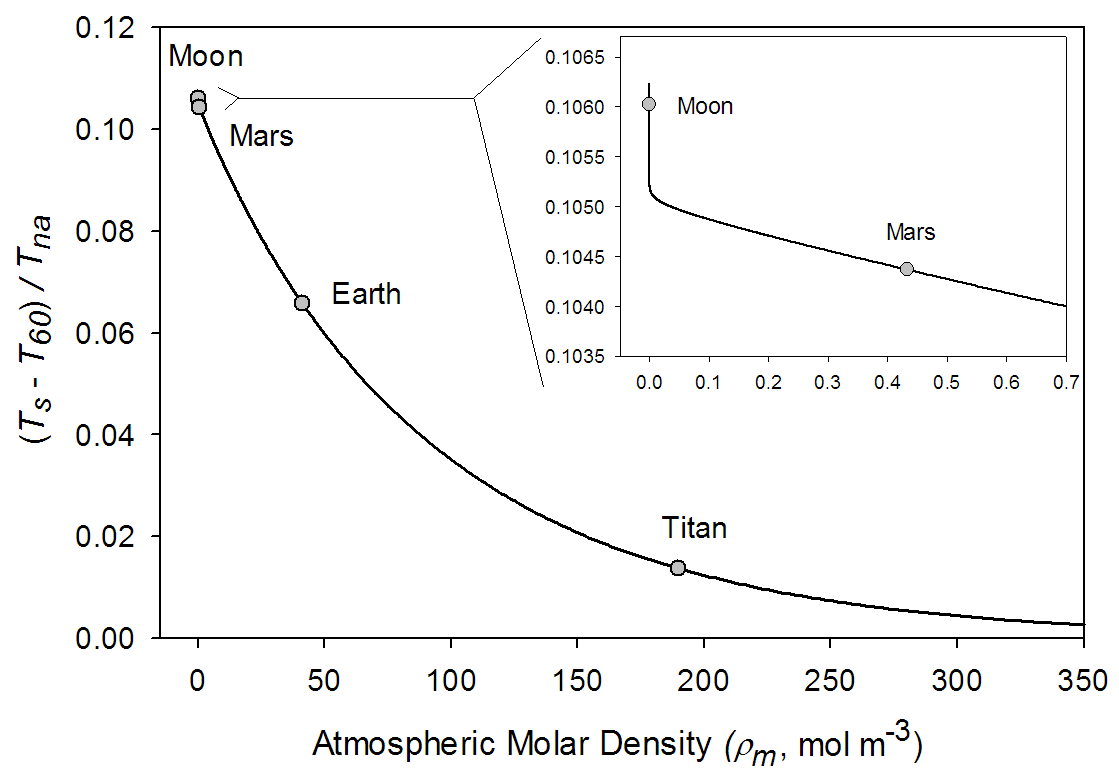 0.12
0.10
0.08
0.06
0.04
0.02
0.00
(Ts - T60) / Tna
Moon
Mars
Earth
Titan
0.1065
0.1060
0.1055
0.1050
0.1045
0.1040
0.1035
Moon
Mars
0.0 0.1 0.2 0.3 0.4 0.5 0.6 0.7
0 50 100 150 200 250 300 350
Atmospheric Molar Density (ρm, mol m-3)